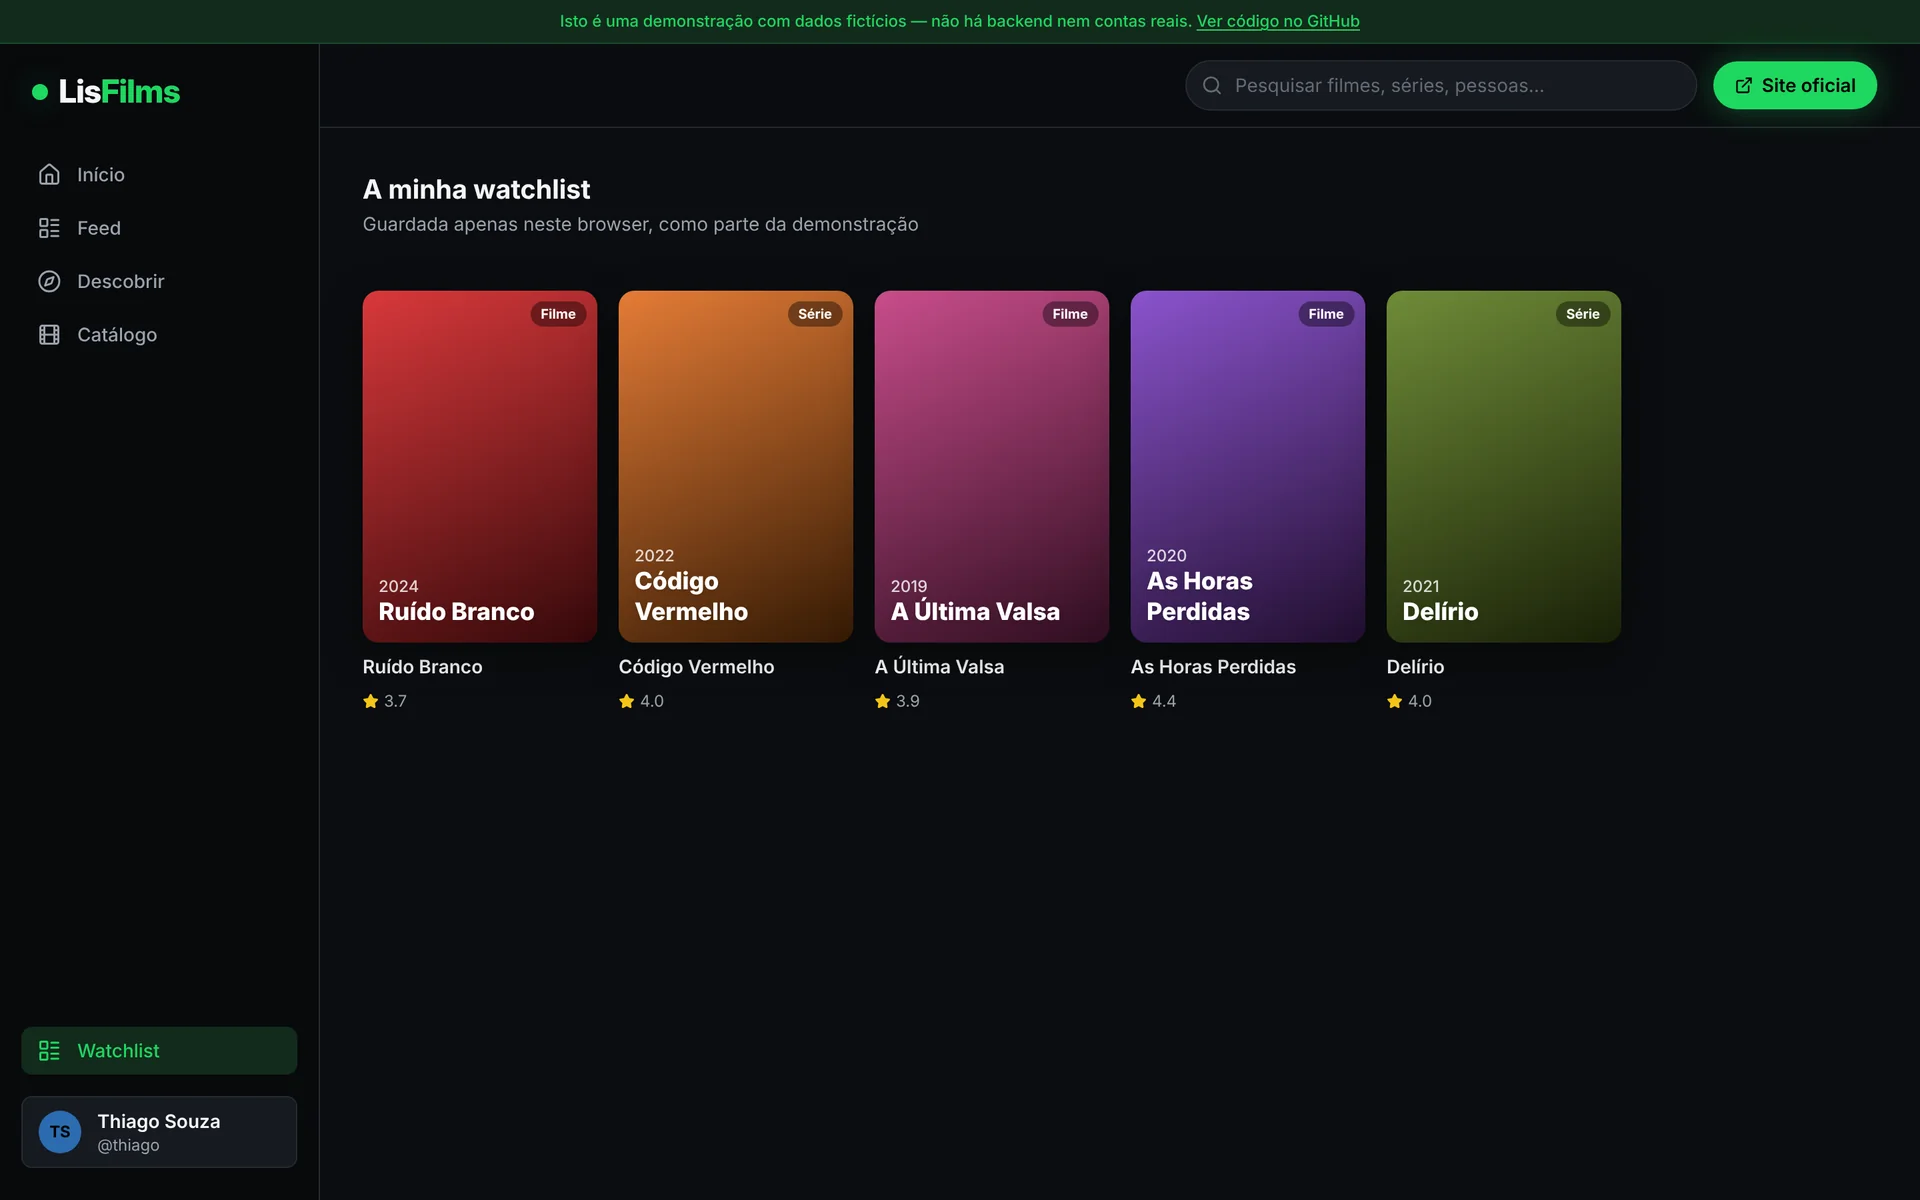 Isto é uma demonstração com dados fictícios — não há backend nem contas reais. Ver código no GitHub
LisFilms
Pesquisar filmes, séries, pessoas...
Site oficial
Início
Feed
Descobrir
Catálogo
A minha watchlist
Guardada apenas neste browser, como parte da demonstração
Filme
2024
Ruído Branco
Ruído Branco
3.7
Série
2022
Código
Vermelho
Código Vermelho
4.0
Filme
2019
A Última Valsa
A Última Valsa
3.9
Filme
2020
As Horas
Perdidas
As Horas Perdidas
4.4
Série
2021
Delírio
Delírio
4.0
Watchlist
TS
Thiago Souza
@thiago